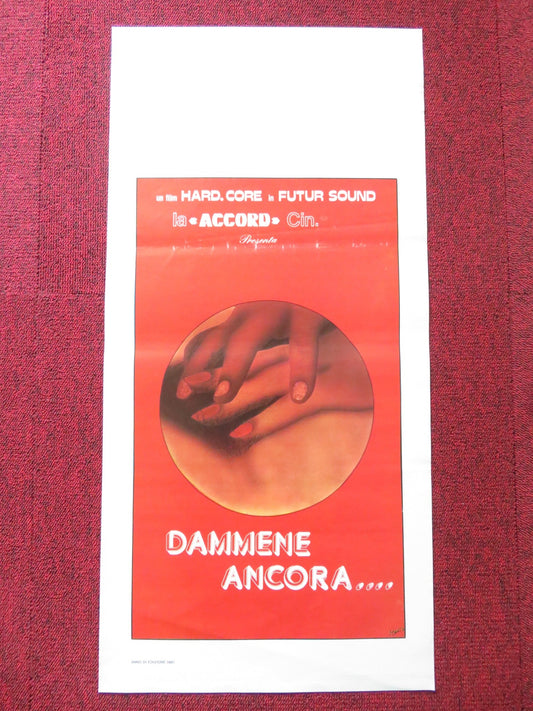 un film HARD. CORE in FUTUR SOUND
la «ACCORD» Cin.
Presenta
DAMMENE
ANCORA....